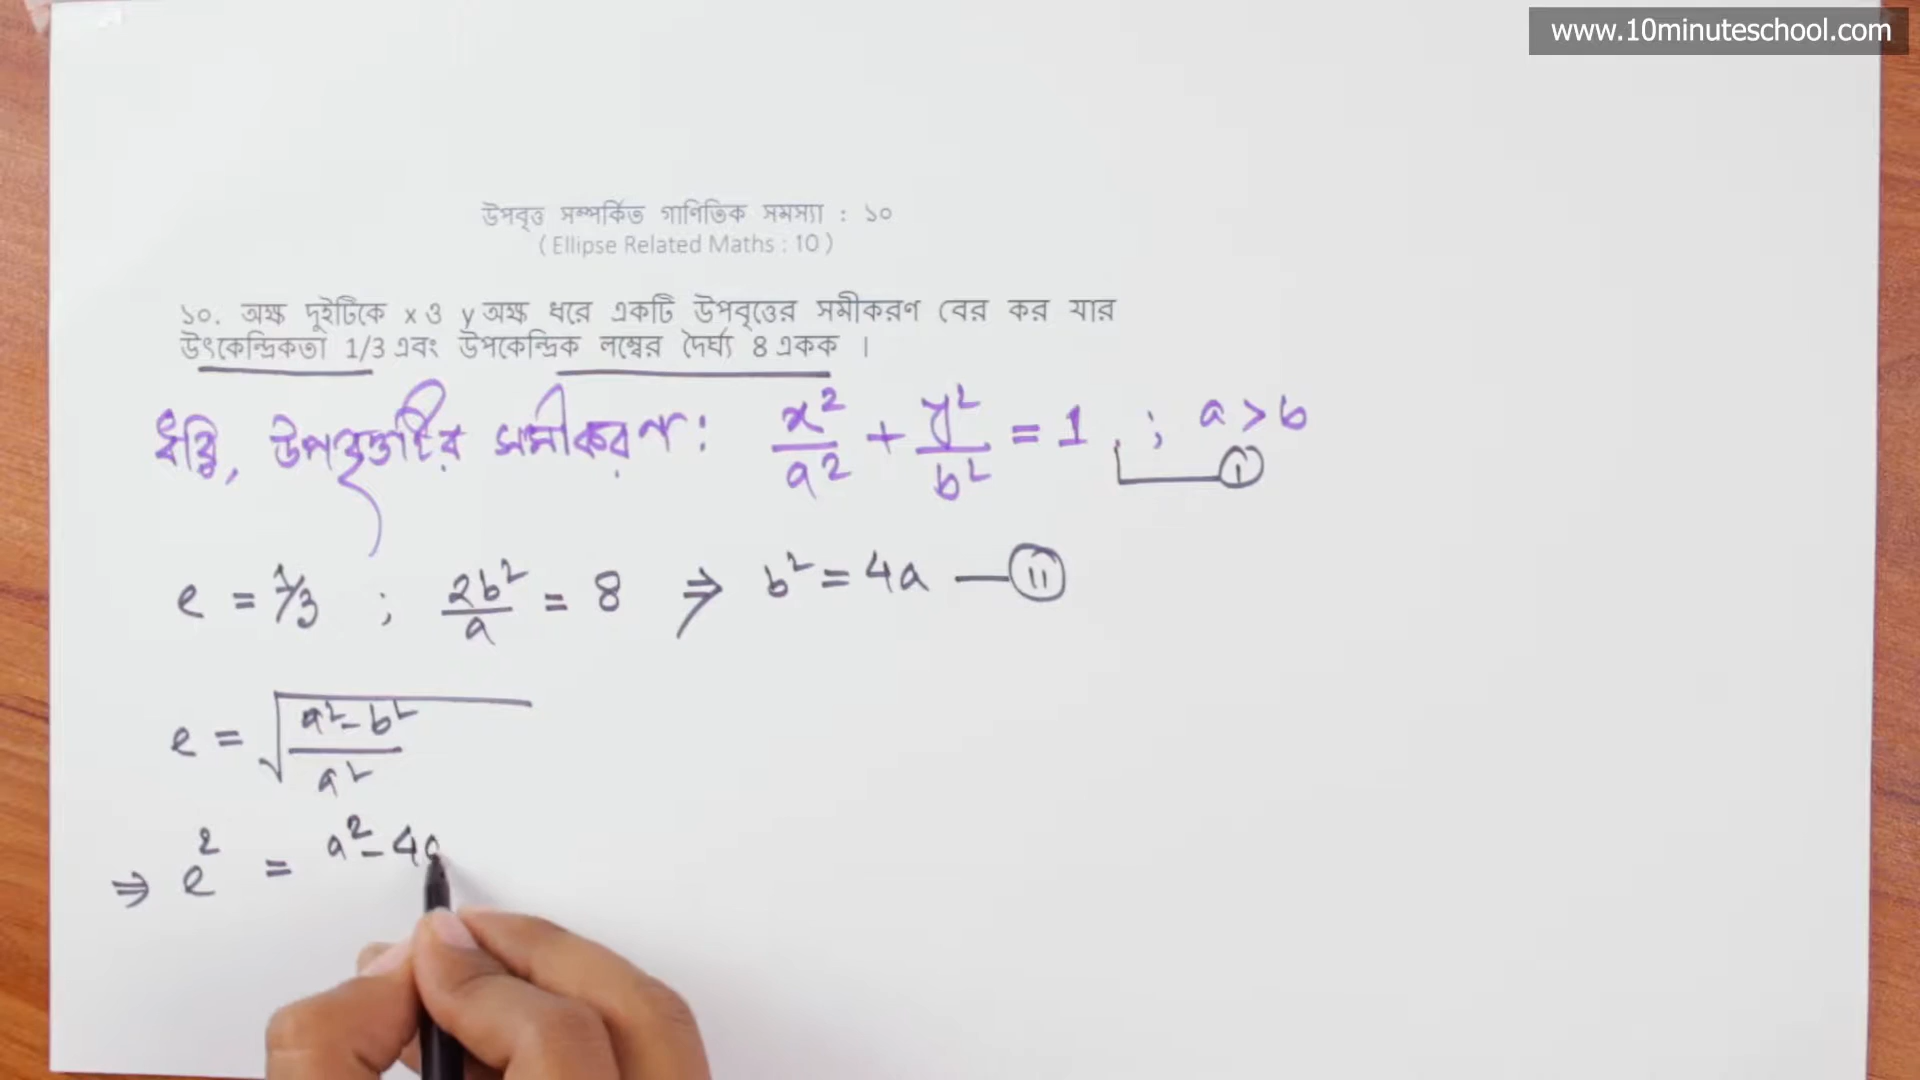 www.10minuteschool.com
উপবৃত্ত সম্পর্কিত গাণিতিক সমস্যা : ১০
( Ellipse Related Maths : 10 )
১০. অক্ষ দুইটিকে x ও y অক্ষ ধরে একটি উপবৃত্তের সমীকরণ বের কর যার
উৎকেন্দ্রিকতা 1/3 এবং উপকেন্দ্রিক লম্বের দৈর্ঘ্য 8 একক ।
ধরি, উপবৃত্তটির সমীকরণ: x²/a² + y²/b² = 1 ; a > b — (I)
e = 1/3 ; 2b²/a = 8 ⇒ b² = 4a — (II)
e = √((a² - b²)/a²)
⇒ e² = a² - 4a